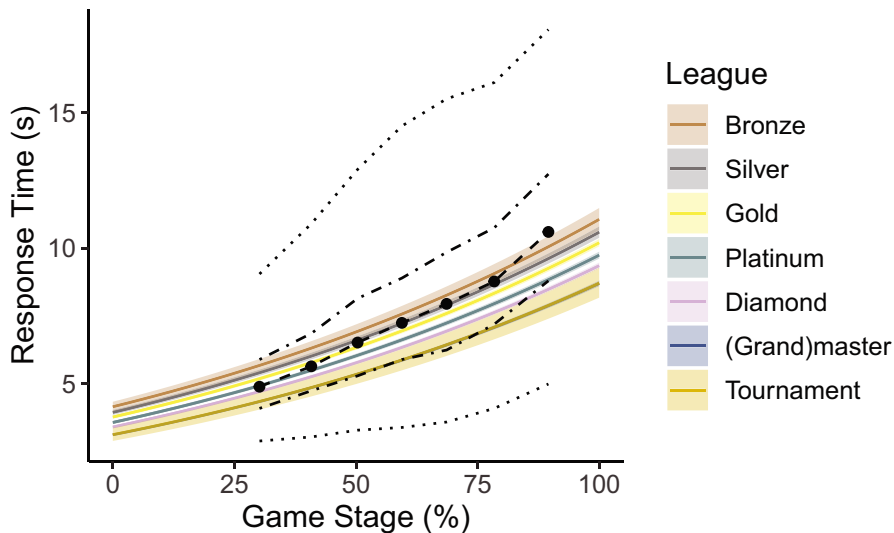 Response Time (s)
15
10
5
0
25
50
75
100
Game Stage (%)
League
Bronze
Silver
Gold
Platinum
Diamond
(Grand)master
Tournament